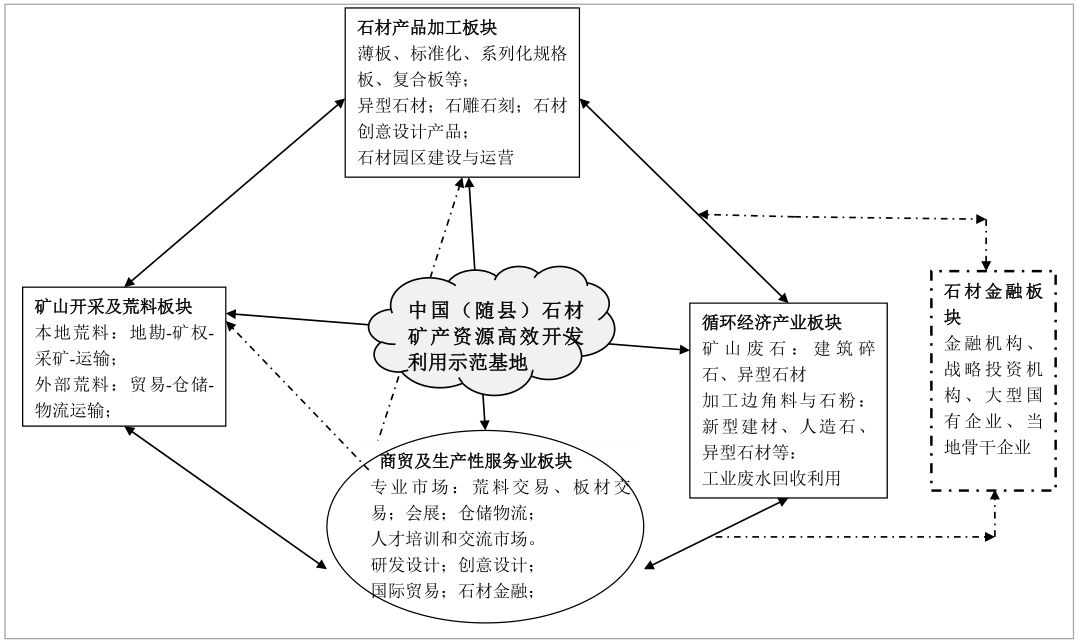 石材产品加工板块
薄板、标准化、系列化规格
板、复合板等；
异型石材；石雕石刻；石材
创意设计产品；
石材园区建设与运营
矿山开采及荒料板块
本地荒料：地勘-矿权-
采矿-运输；
外部荒料：贸易-仓储-
物流运输；
中国（随县）石材
矿产资源高效开发
利用示范基地
循环经济产业板块
矿山废石：建筑碎
石、异型石材
加工边角料与石粉：
新型建材、人造石、
异型石材等：
工业废水回收利用
石材金融板
块
金融机构、
战略投资机
构、大型国
有企业、当
地骨干企业
商贸及生产性服务业板块
专业市场：荒料交易、板材交
易；会展；仓储物流；
人才培训和交流市场。
研发设计；创意设计；
国际贸易；石材金融；